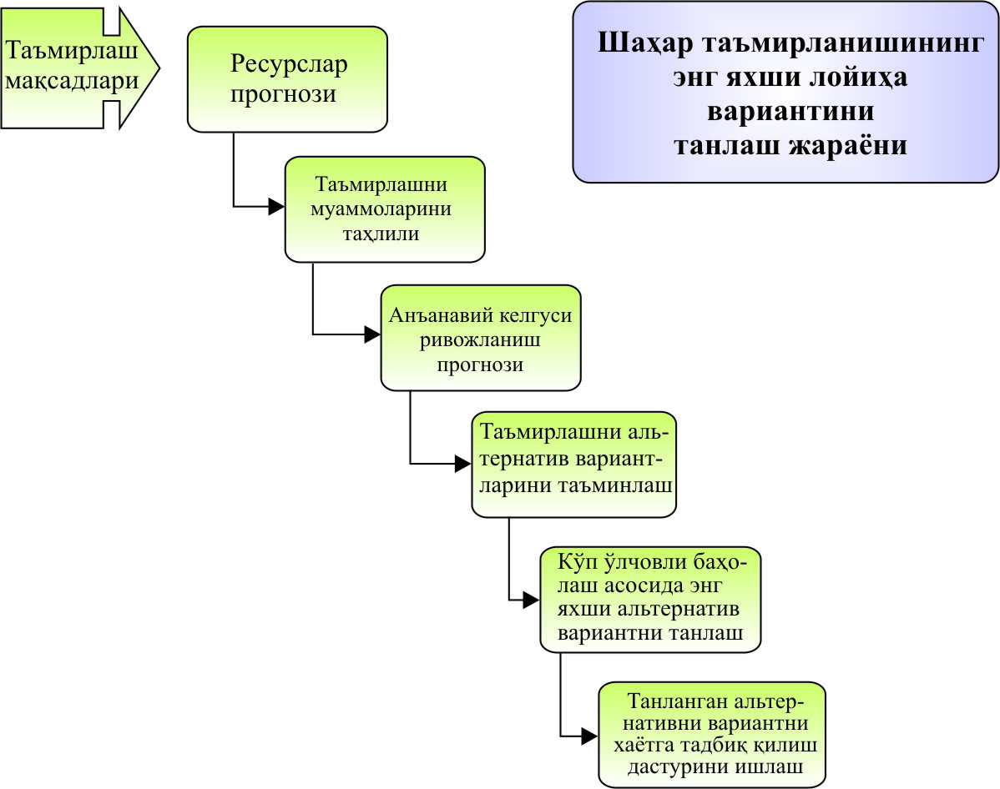 Таъмирлаш
мақсадлари
Ресурслар
прогнози
Шаҳар таъмирланишининг
энг яхши лойиҳа
вариантини
танлаш жараёни
Таъмирлашни
муаммоларини
таҳлили
Анъанавий келгуси
ривожланиш
прогнози
Таъмирлашни аль-
тернатив вариант-
ларини таъминлаш
Кўп ўлчовли баҳо-
лаш асосида энг
яхши альтернатив
вариантни танлаш
Танланган альтер-
нативни вариантни
хаётга тадбиқ қилиш
дастурини ишлаш